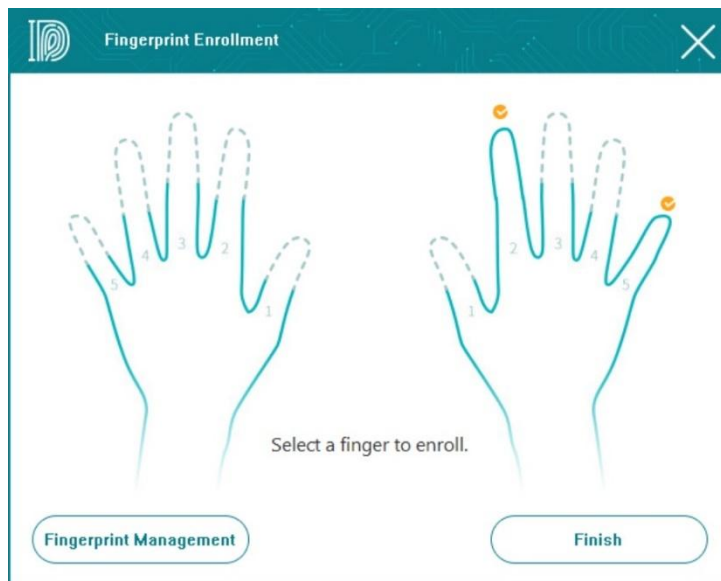 Fingerprint Enrollment
5 4 3 2 1
1 2 3 4 5
Select a finger to enroll.
Fingerprint Management
Finish